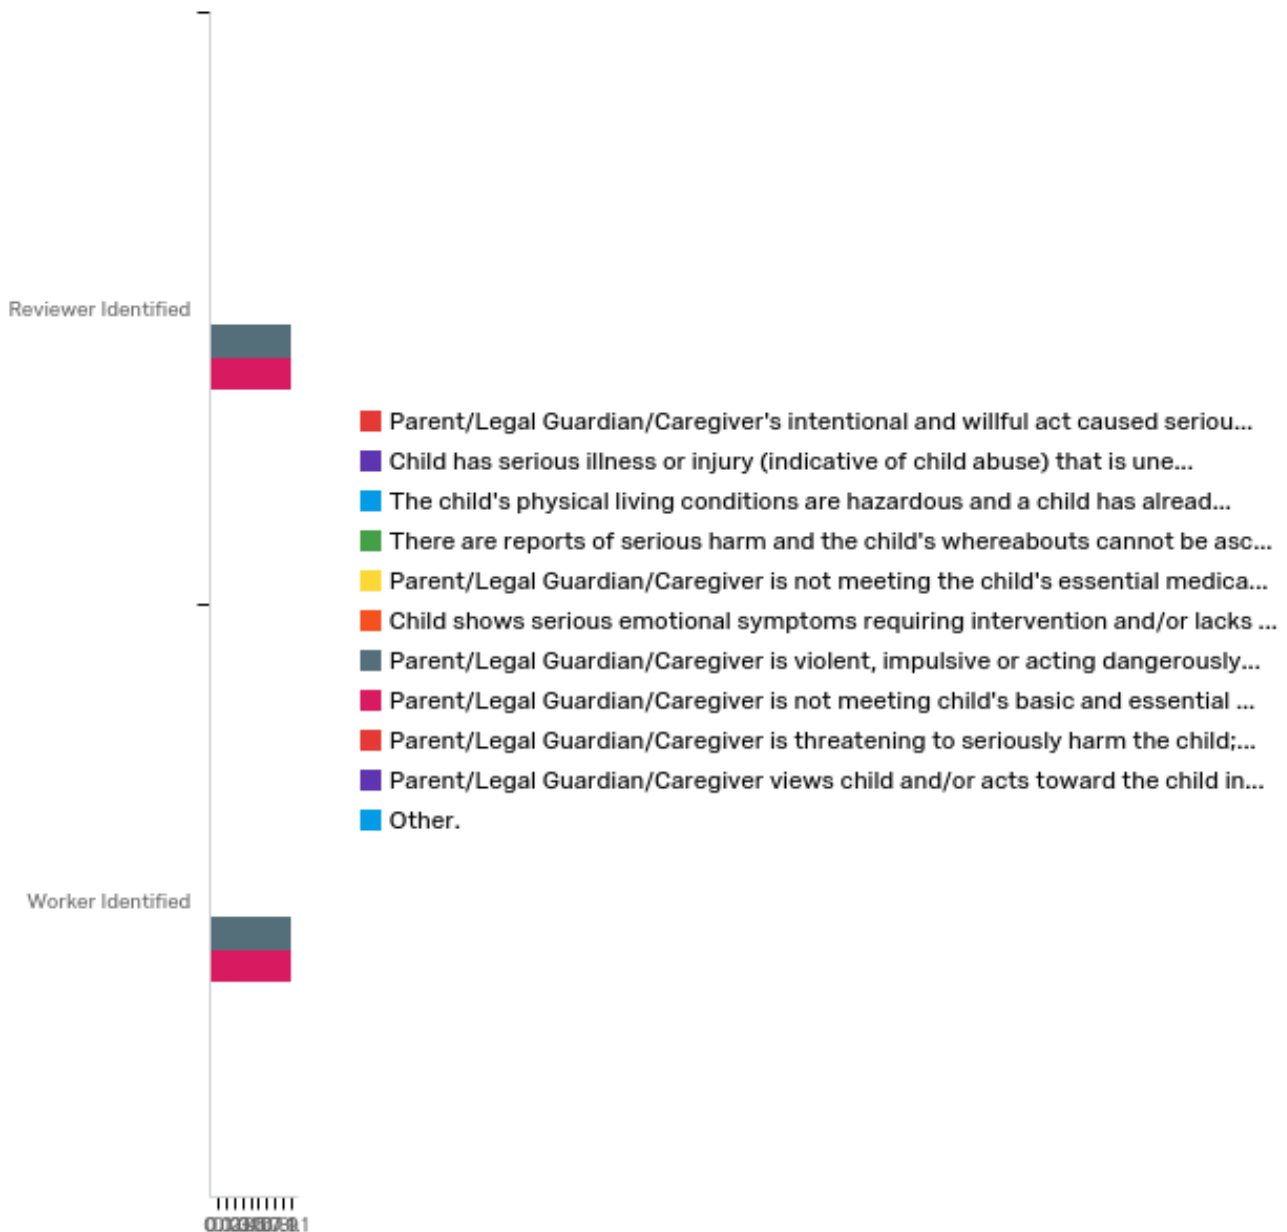 Reviewer Identified
Parent/Legal Guardian/Caregiver's intentional and willful act caused seriou...
Child has serious illness or injury (indicative of child abuse) that is une...
The child's physical living conditions are hazardous and a child has alread...
There are reports of serious harm and the child's whereabouts cannot be asc...
Parent/Legal Guardian/Caregiver is not meeting the child's essential medica...
Child shows serious emotional symptoms requiring intervention and/or lacks ...
Parent/Legal Guardian/Caregiver is violent, impulsive or acting dangerously...
Parent/Legal Guardian/Caregiver is not meeting child's basic and essential ...
Parent/Legal Guardian/Caregiver is threatening to seriously harm the child;...
Parent/Legal Guardian/Caregiver views child and/or acts toward the child in...
Other.
Worker Identified